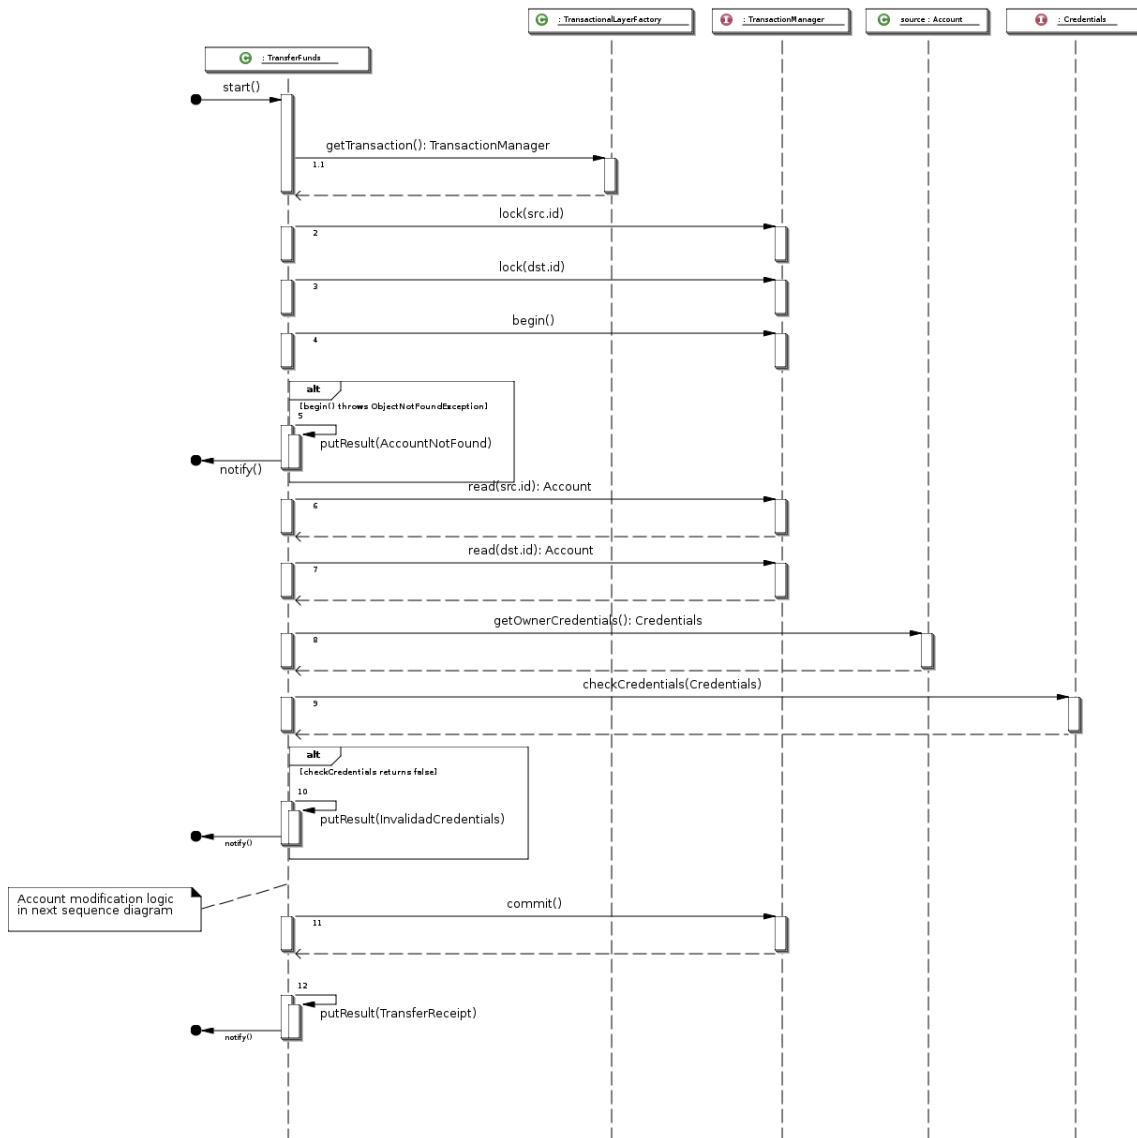 C : TransactionalLayerFactory
I : TransactionManager
C source : Account
I : Credentials
C : TransferFunds
start()
getTransaction(): TransactionManager
1.1
lock(src.id)
2
lock(dst.id)
3
begin()
4
alt
[begin() throws ObjectNotFoundException]
5
putResult(AccountNotFound)
notify()
read(src.id): Account
6
read(dst.id): Account
7
getOwnerCredentials(): Credentials
8
checkCredentials(Credentials)
9
alt
[checkCredentials returns false]
10
putResult(InvalidadCredentials)
notify()
Account modification logic
in next sequence diagram
commit()
11
12
putResult(TransferReceipt)
notify()